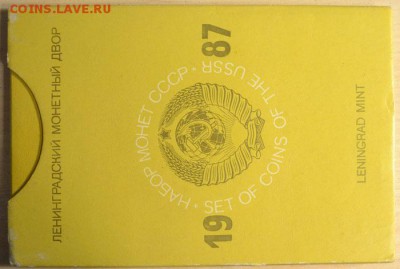 COINS.LAVE.RU
ЛЕНИНГРАДСКИЙ МОНЕТНЫЙ ДВОР
НАБОР МОНЕТ СССР · SET OF COINS OF THE USSR ·
19 87
LENINGRAD MINT